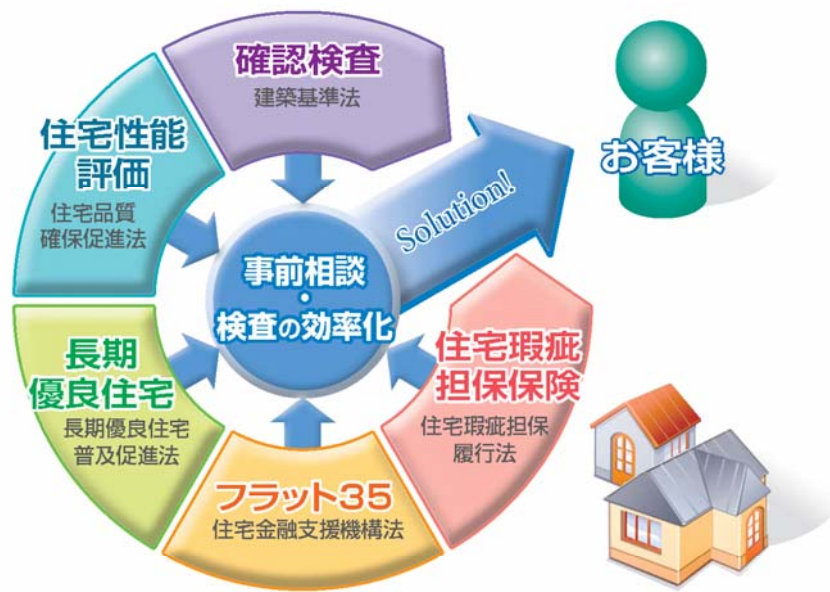 確認検査
建築基準法
住宅性能
評価
住宅品質
確保促進法
お客様
Solution!
事前相談
・
検査の効率化
長期
優良住宅
長期優良住宅
普及促進法
住宅瑕疵
担保保険
住宅瑕疵担保
履行法
フラット35
住宅金融支援機構法